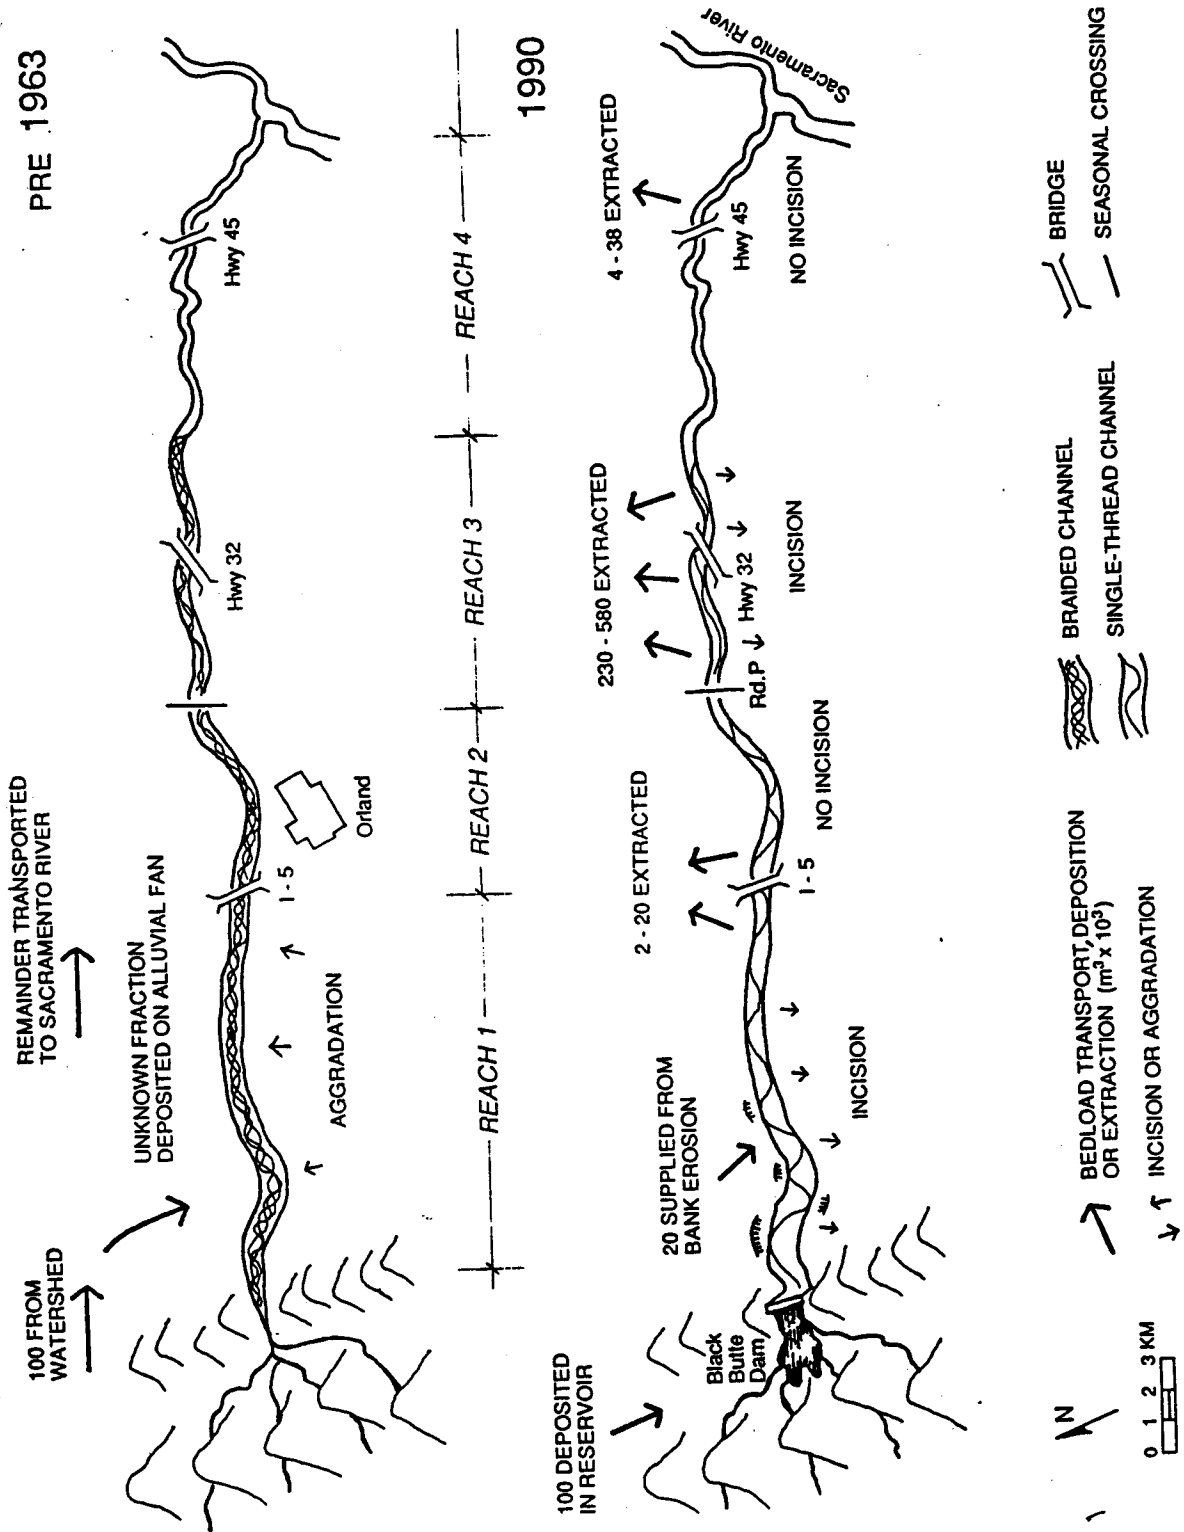 PRE 1963
REMAINDER TRANSPORTED
TO SACRAMENTO RIVER
100 FROM
WATERSHED
UNKNOWN FRACTION
DEPOSITED ON ALLUVIAL FAN
AGGRADATION
I - 5
Orland
Hwy 32
Hwy 45
REACH 1
REACH 2
REACH 3
REACH 4
1990
100 DEPOSITED
IN RESERVOIR
Black
Butte
Dam
20 SUPPLIED FROM
BANK EROSION
INCISION
2 - 20 EXTRACTED
I - 5
NO INCISION
230 - 580 EXTRACTED
Rd.P
Hwy 32
INCISION
4 - 38 EXTRACTED
Hwy 45
NO INCISION
Sacramento River
N
0 1 2 3 KM
BEDLOAD TRANSPORT, DEPOSITION
OR EXTRACTION (m³ x 10³)
INCISION OR AGGRADATION
BRAIDED CHANNEL
SINGLE-THREAD CHANNEL
BRIDGE
SEASONAL CROSSING